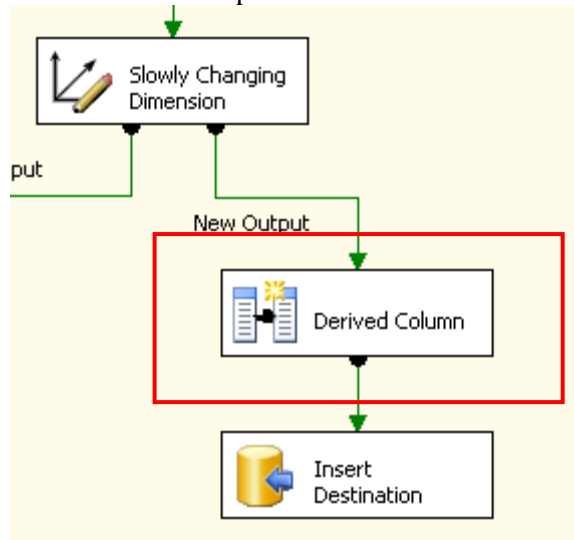 Slowly Changing
Dimension
put
New Output
Derived Column
Insert
Destination